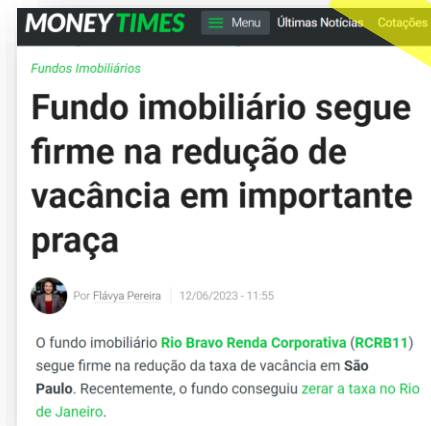 MONEY TIMES Menu Últimas Notícias Cotações
Fundos Imobiliários
Fundo imobiliário segue
firme na redução de
vacância em importante
praça
Por Flávya Pereira 12/06/2023 - 11:55
O fundo imobiliário Rio Bravo Renda Corporativa (RCRB11)
segue firme na redução da taxa de vacância em São
Paulo. Recentemente, o fundo conseguiu zerar a taxa no Rio
de Janeiro.